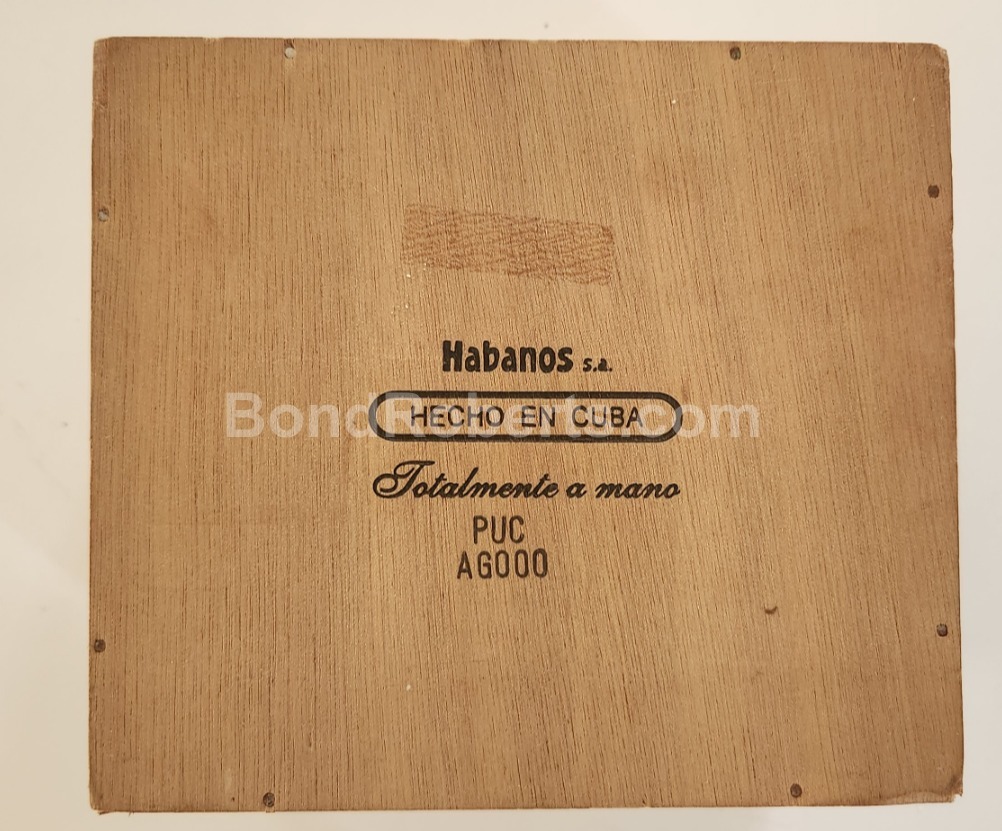 Habanos s.a.
HECHO EN CUBA
BondRoberts.com
Totalmente a mano
PUC
AG000